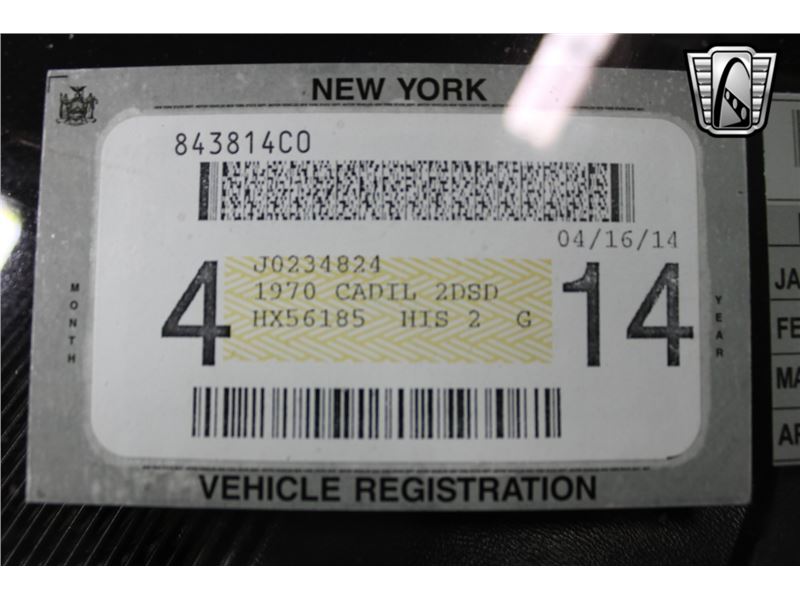 NEW YORK
843814CO
04/16/14
MONTH
4
J0234824
1970 CADIL 2DSD
HX56185 HIS 2 G
14
YEAR
VEHICLE REGISTRATION
JA
FE
MA
AP